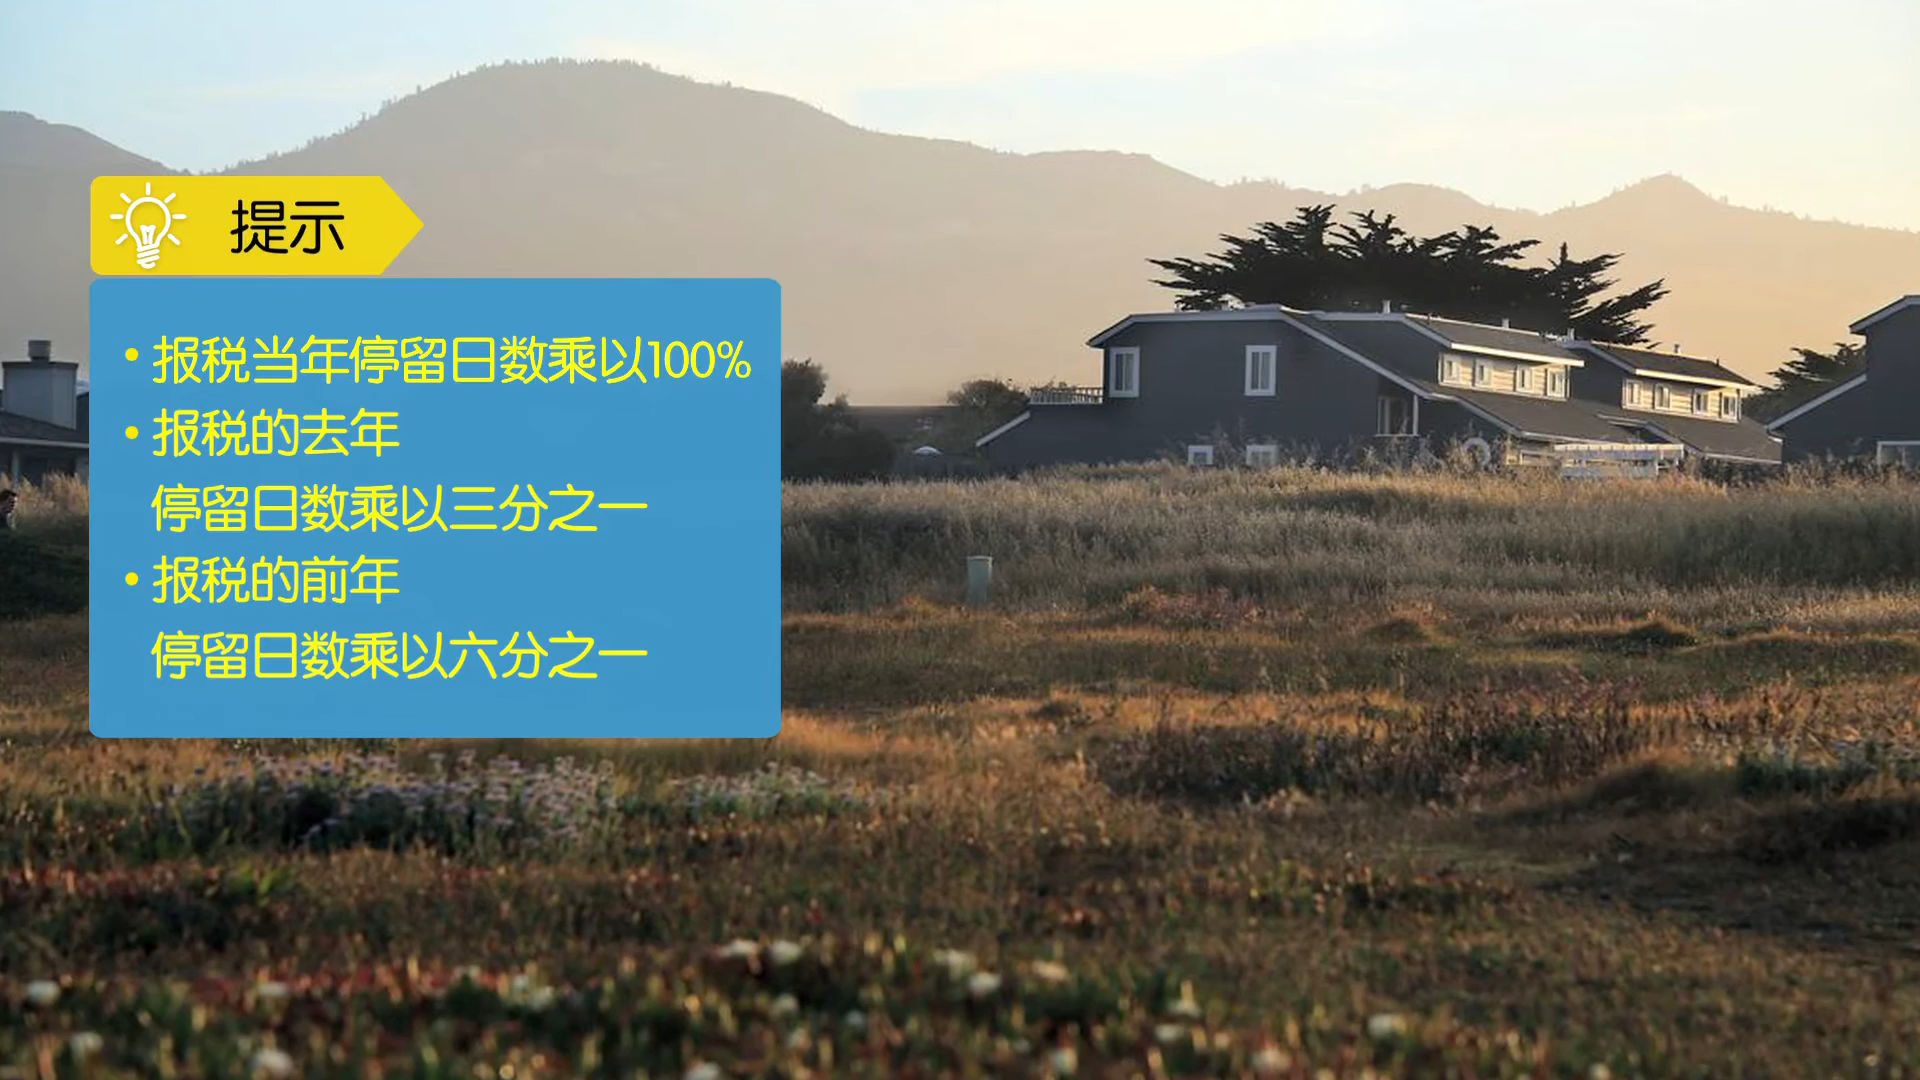 提示
• 报税当年停留日数乘以100%
• 报税的去年
停留日数乘以三分之一
• 报税的前年
停留日数乘以六分之一